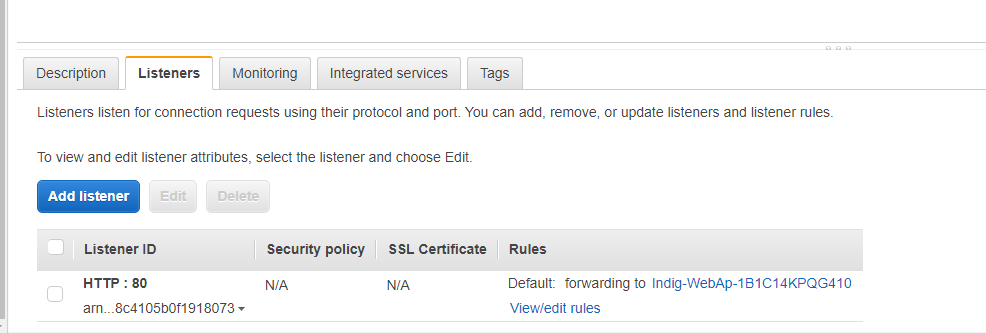 Description Listeners Monitoring Integrated services Tags
Listeners listen for connection requests using their protocol and port. You can add, remove, or update listeners and listener rules.
To view and edit listener attributes, select the listener and choose Edit.
Add listener Edit Delete
Listener ID Security policy SSL Certificate Rules
HTTP : 80 N/A N/A Default: forwarding to Indig-WebAp-1B1C14KPQG410
arn...8c4105b0f1918073 View/edit rules